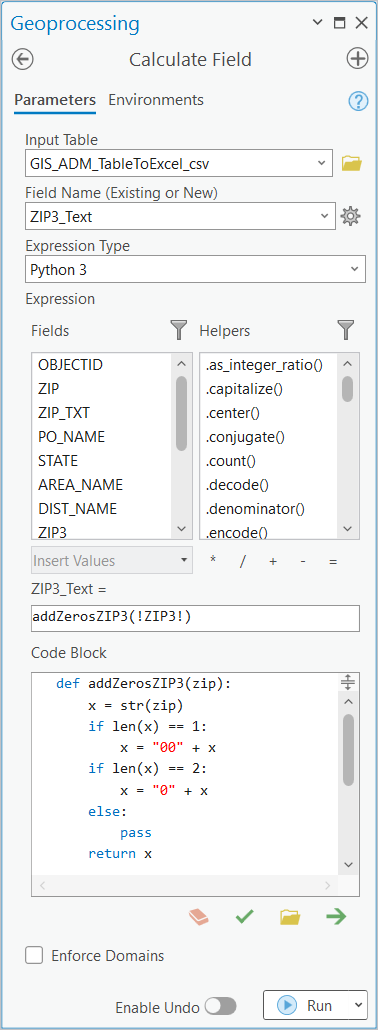 Geoprocessing
Calculate Field
Parameters Environments
Input Table
GIS_ADM_TableToExcel_csv
Field Name (Existing or New)
ZIP3_Text
Expression Type
Python 3
Expression
Fields Helpers
OBJECTID .as_integer_ratio()
ZIP .capitalize()
ZIP_TXT .center()
PO_NAME .conjugate()
STATE .count()
AREA_NAME .decode()
DIST_NAME .denominator()
ZIP3 .encode()
Insert Values * / + - =
ZIP3_Text =
addZerosZIP3(!ZIP3!)
Code Block
def addZerosZIP3(zip):
    x = str(zip)
    if len(x) == 1:
        x = "00" + x
    if len(x) == 2:
        x = "0" + x
    else:
        pass
    return x
Enforce Domains
Enable Undo Run